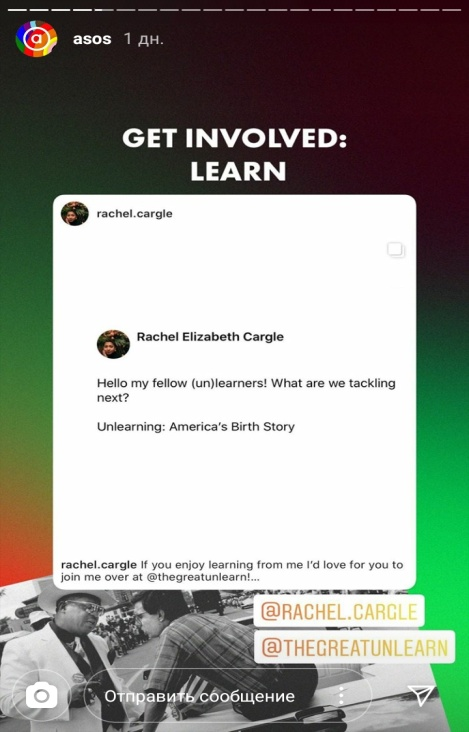 asos 1 дн.
GET INVOLVED:
LEARN
rachel.cargle
Rachel Elizabeth Cargle
Hello my fellow (un)learners! What are we tackling
next?
Unlearning: America's Birth Story
rachel.cargle If you enjoy learning from me I'd love for you to
join me over at @thegreatunlearn!...
@RACHEL.CARGLE
@THEGREATUNLEARN
Отправить сообщение